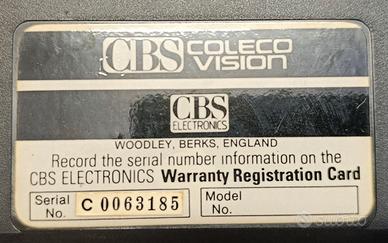 CBS COLECO
VISION
CBS
ELECTRONICS
WOODLEY, BERKS, ENGLAND
Record the serial number information on the
CBS ELECTRONICS Warranty Registration Card
Serial No. C 0063185
Model No.
subito